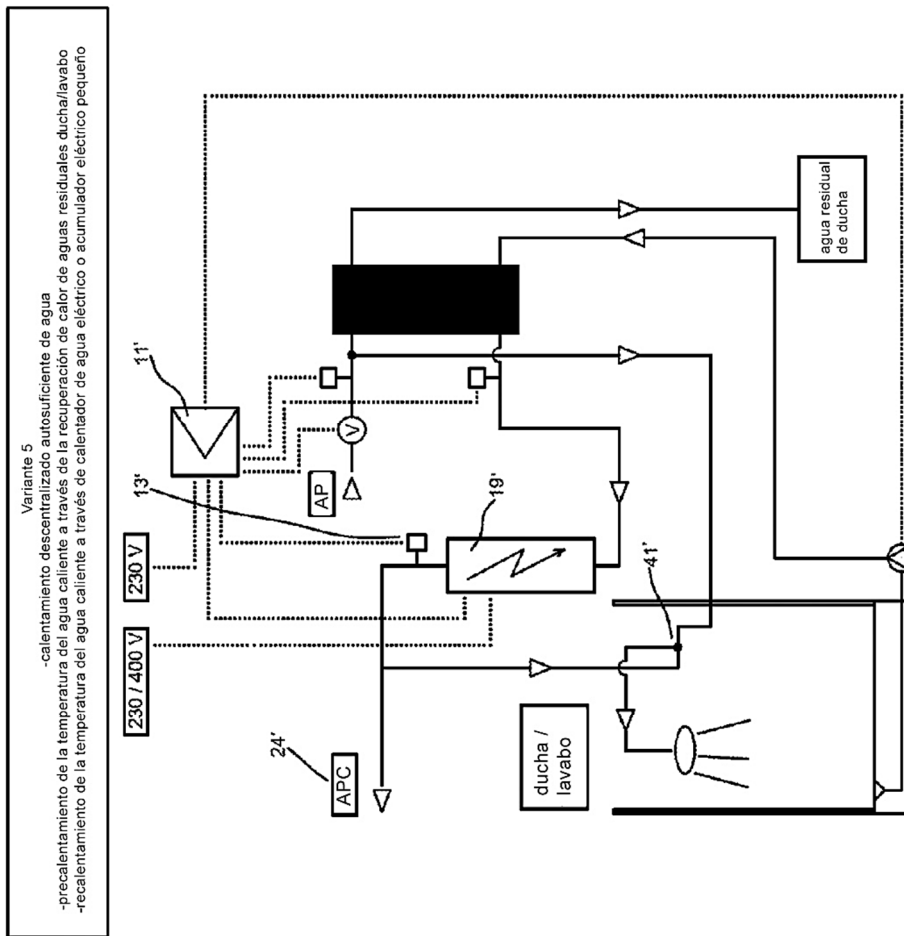 Variante 5
-calentamiento descentralizado autosuficiente de agua
-precalentamiento de la temperatura del agua caliente a través de la recuperación de calor de aguas residuales ducha/lavabo
-recalentamiento de la temperatura del agua caliente a través de calentador de agua eléctrico o acumulador eléctrico pequeño
230 / 400 V
230 V
11'
13'
24'
APC
AP
V
19'
41'
ducha /
lavabo
agua residual
de ducha